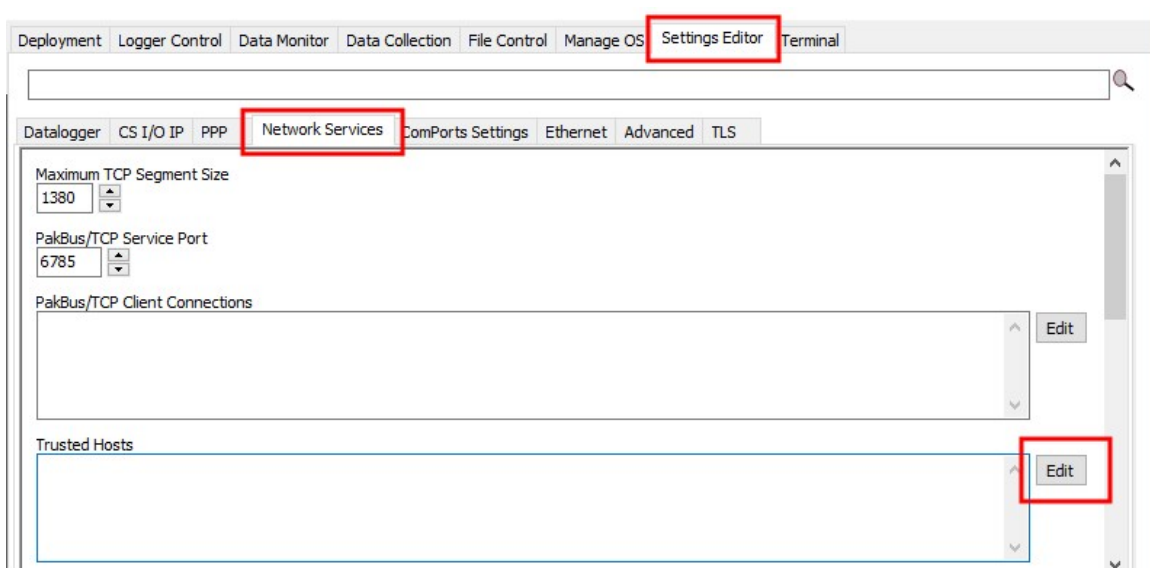 Deployment Logger Control Data Monitor Data Collection File Control Manage OS Settings Editor Terminal
Datalogger CS I/O IP PPP Network Services ComPorts Settings Ethernet Advanced TLS
Maximum TCP Segment Size
1380
PakBus/TCP Service Port
6785
PakBus/TCP Client Connections
Edit
Trusted Hosts
Edit